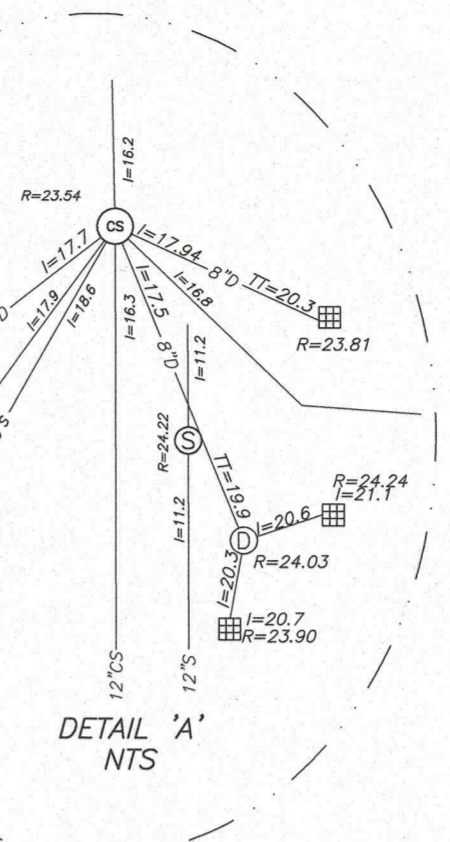 I=16.2
R=23.54
CS
I=17.7
I=17.94
8"D
TT=20.3
R=23.81
I=17.9
I=18.6
I=16.3
I=17.5
8"D
I=16.8
I=11.2
R=24.22
S
TT=19.9
I=11.2
R=24.24
I=21.1
I=20.6
D
R=24.03
I=20.3
I=20.7
R=23.90
12"CS
12"S
DETAIL 'A'
NTS